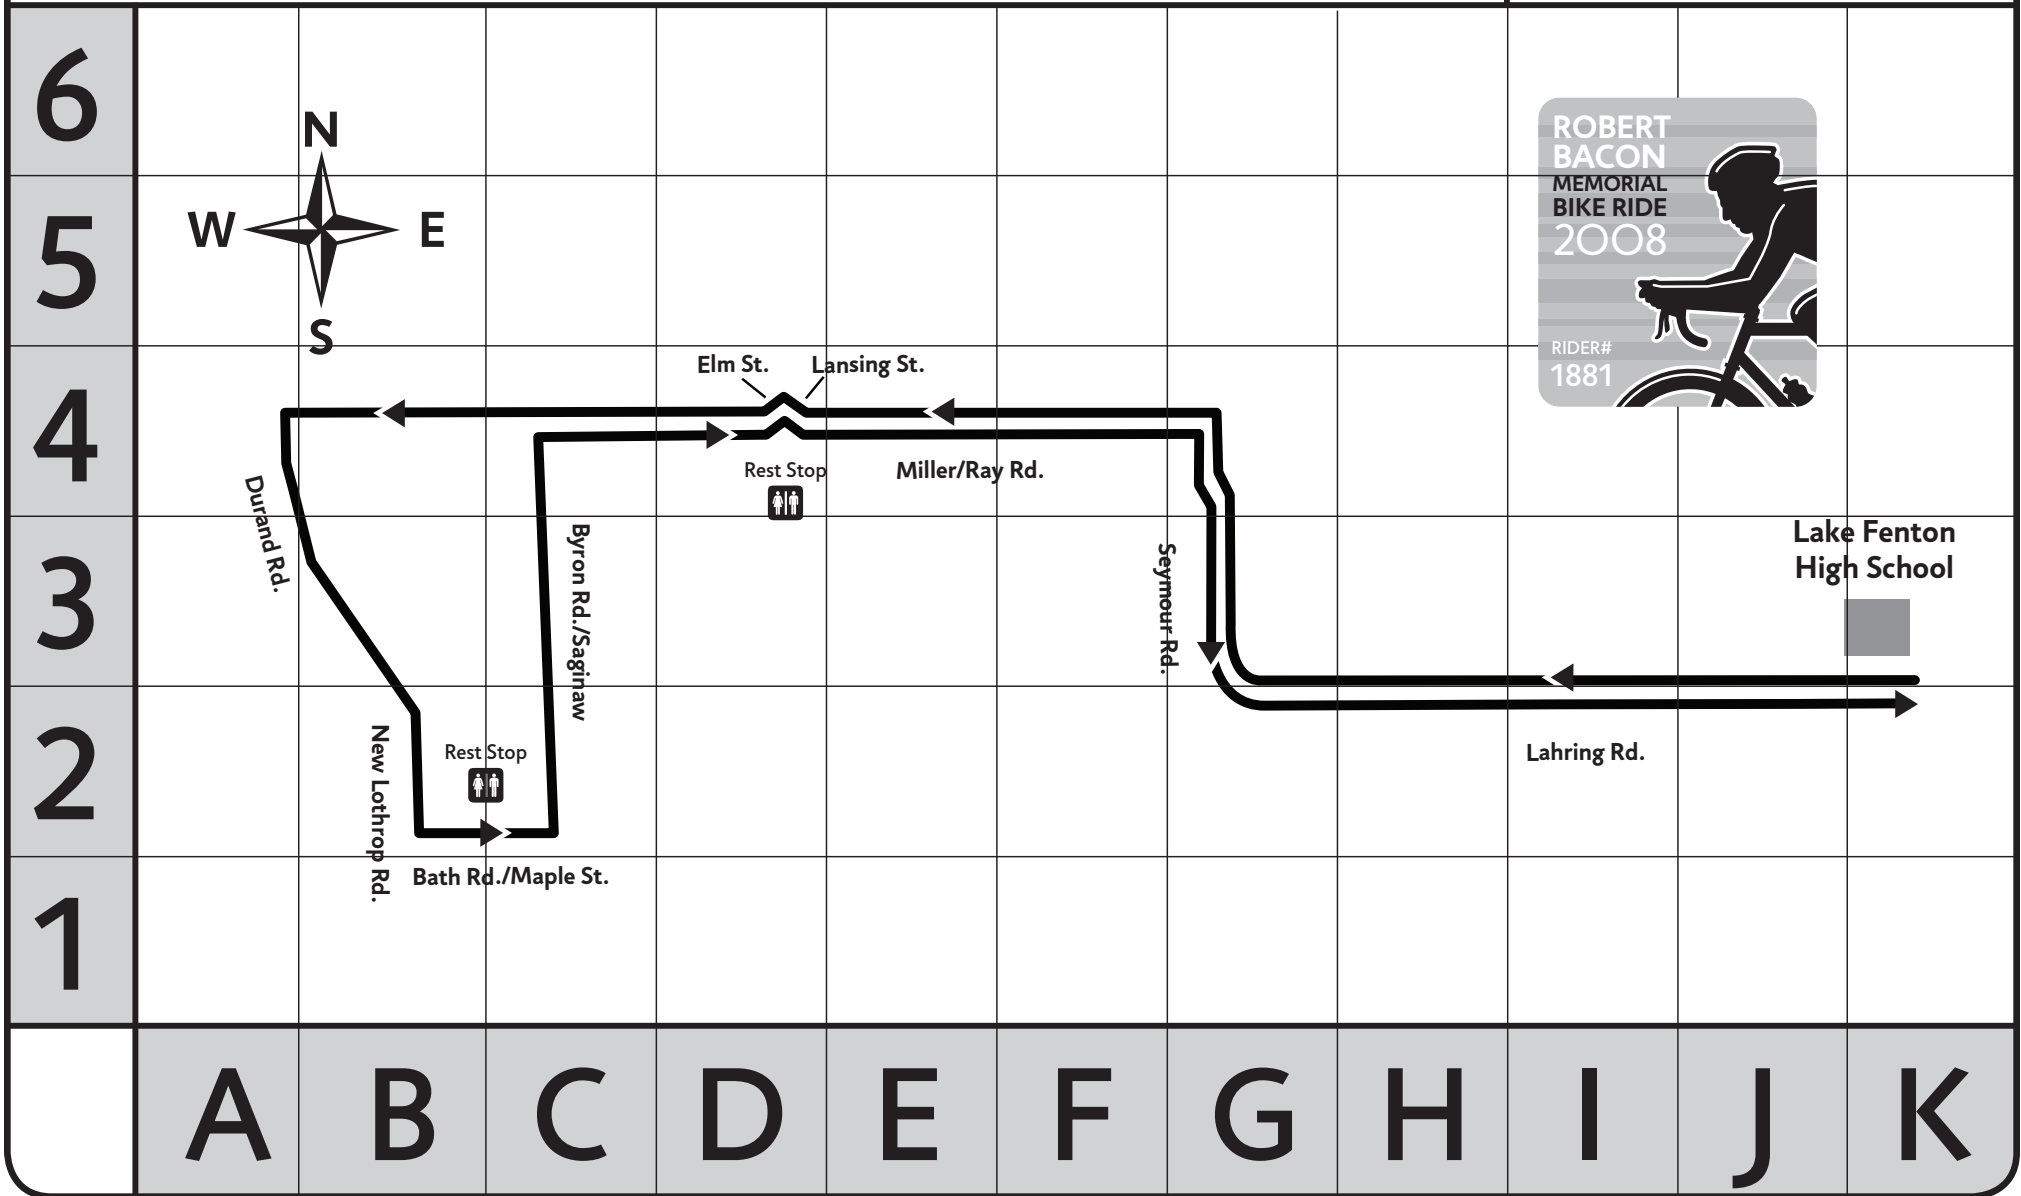 6
N
ROBERT
BACON
MEMORIAL
BIKE RIDE
2008
RIDER#
1881
5
W
E
S
4
Elm St.
Lansing St.
Rest Stop
Miller/Ray Rd.
Durand Rd.
3
Byron Rd./Saginaw
Seymour Rd.
Lake Fenton
High School
2
New Lothrop Rd.
Rest Stop
Lahring Rd.
Bath Rd./Maple St.
1
A B C D E F G H I J K